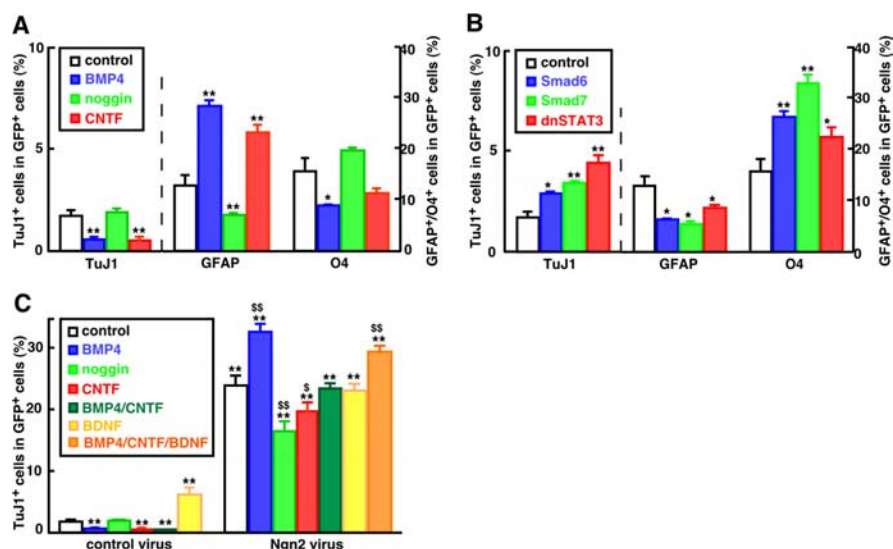 A
TuJ1+ cells in GFP+ cells (%)
10
5
0
control
BMP4
noggin
CNTF
** ** ** ** ** *
TuJ1 GFAP O4
40
30
20
10
0
GFAP+/O4+ cells in GFP+ cells (%)
B
TuJ1+ cells in GFP+ cells (%)
10
5
0
control
Smad6
Smad7
dnSTAT3
* ** ** * * * ** ** *
TuJ1 GFAP O4
40
30
20
10
0
GFAP+/O4+ cells in GFP+ cells (%)
C
TuJ1+ cells in GFP+ cells (%)
30
20
10
0
control
BMP4
noggin
CNTF
BMP4/CNTF
BDNF
BMP4/CNTF/BDNF
$$ $$ $ $$
** ** ** ** ** ** ** ** ** ** **
control virus Ngn2 virus